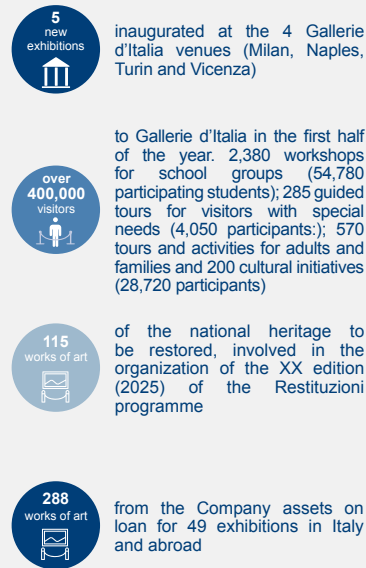 5
new
exhibitions
inaugurated at the 4 Gallerie
d’Italia venues (Milan, Naples,
Turin and Vicenza)
over
400,000
visitors
to Gallerie d’Italia in the first half
of the year. 2,380 workshops
for school groups (54,780
participating students); 285 guided
tours for visitors with special
needs (4,050 participants:); 570
tours and activities for adults and
families and 200 cultural initiatives
(28,720 participants)
115
works of art
of the national heritage to
be restored, involved in the
organization of the XX edition
(2025) of the Restituzioni
programme
288
works of art
from the Company assets on
loan for 49 exhibitions in Italy
and abroad